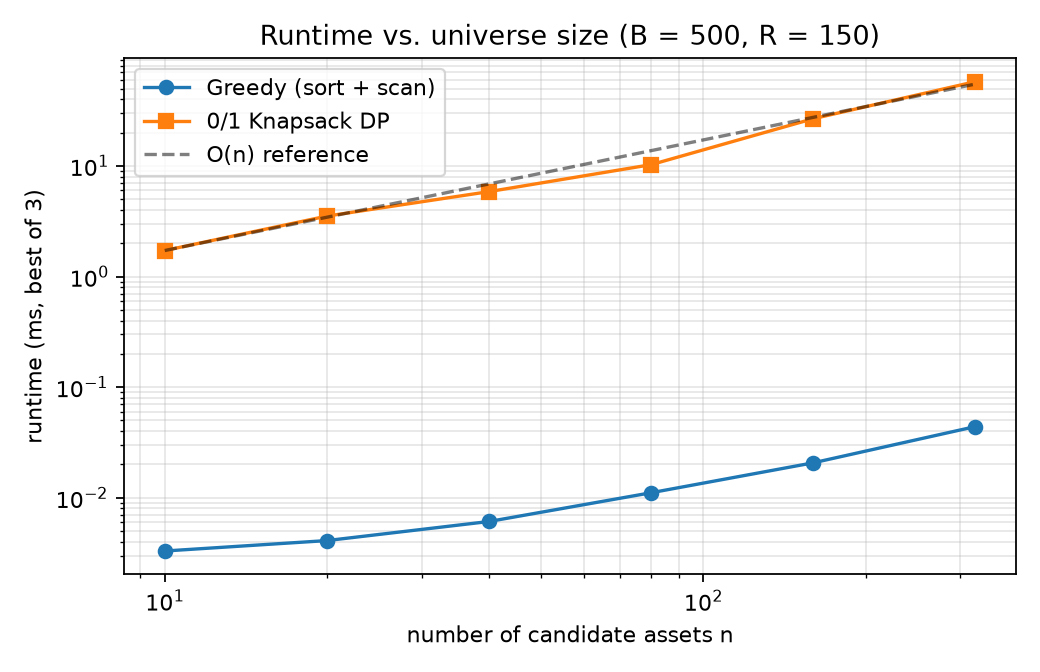 Runtime vs. universe size (B = 500, R = 150)
Greedy (sort + scan)
0/1 Knapsack DP
O(n) reference
runtime (ms, best of 3)
10¹
10⁰
10⁻¹
10⁻²
10¹
10²
number of candidate assets n